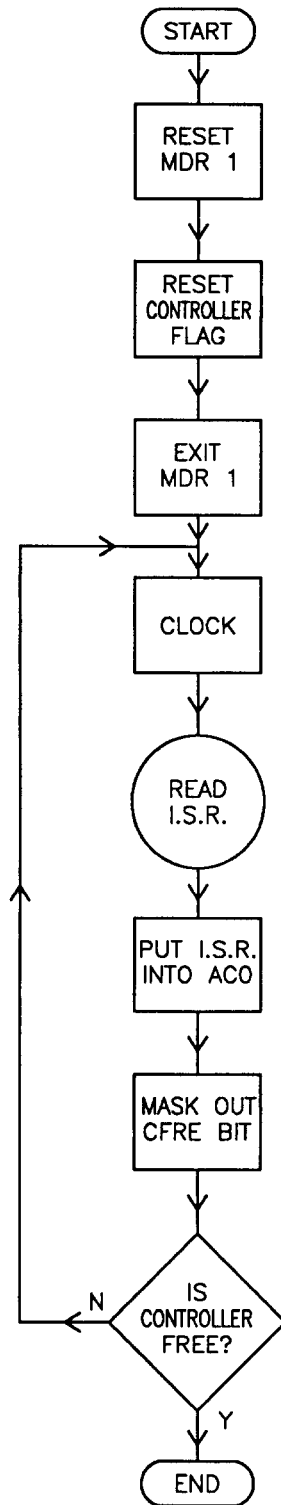 START
RESET
MDR 1
RESET
CONTROLLER
FLAG
EXIT
MDR 1
CLOCK
READ
I.S.R.
PUT I.S.R.
INTO ACO
MASK OUT
CFRE BIT
IS
CONTROLLER
FREE?
N
Y
END